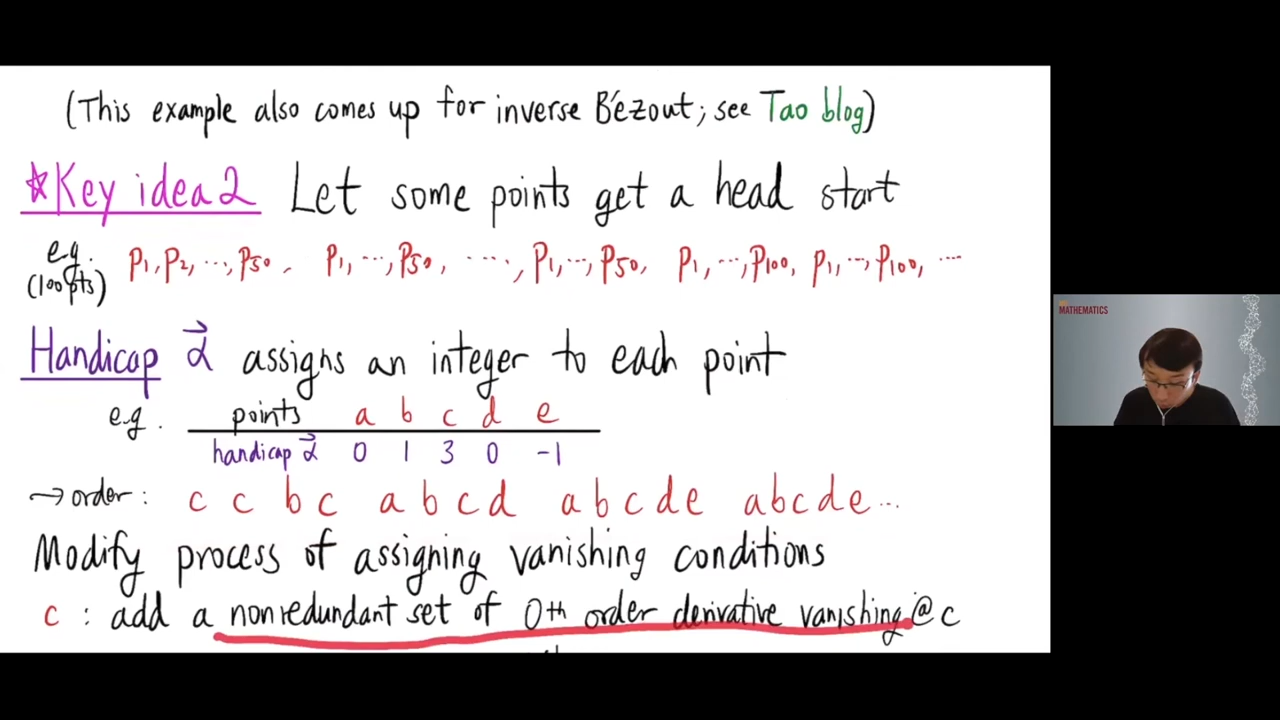 (This example also comes up for inverse Bézout; see Tao blog)
☆Key idea 2 Let some points get a head start
e.g. (100pts) p1, p2, ..., p50, p1, ..., p50, ...., p1, ..., p50, p1, ..., p100, p1, ..., p100, ...
Handicap α⃗ assigns an integer to each point
e.g. points a b c d e
handicap α⃗ 0 1 3 0 -1
→ order: c c b c a b c d a b c d e a b c d e ...
Modify process of assigning vanishing conditions
c : add a nonredundant set of 0th order derivative vanishing @ c
MATHEMATICS